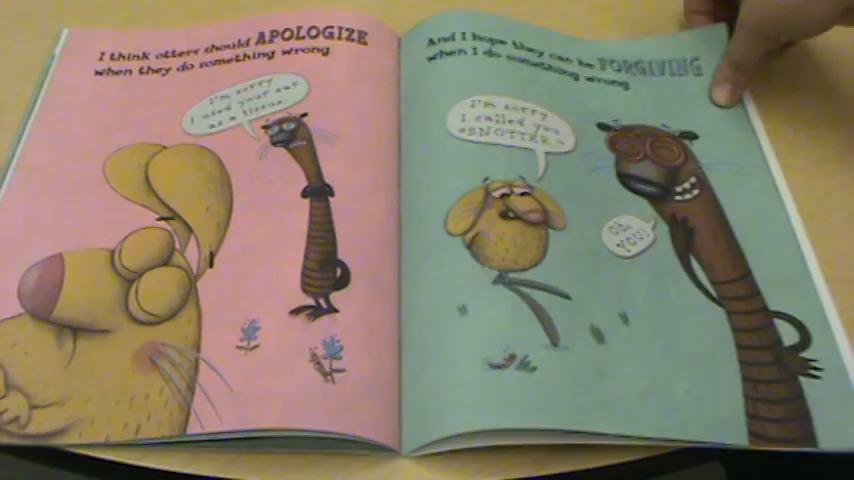 I think otters should APOLOGIZE
when they do something wrong.
I'm sorry
I used your ear
as a tissue.
And I hope they can be FORGIVING
when I do something wrong
I'm sorry
I called you
"SNOTTER."
Oh,
YOU!